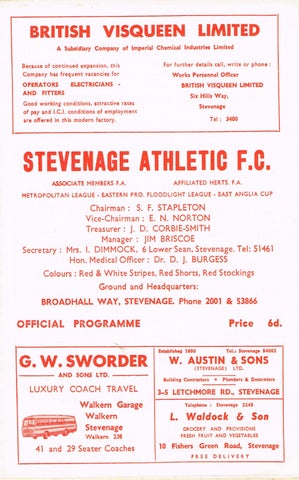 BRITISH VISQUEEN LIMITED
A Subsidiary Company of Imperial Chemical Industries Limited
Because of continued expansion, this
Company has frequent vacancies for
OPERATORS ELECTRICIANS -
AND FITTERS
Good working conditions, attractive rates
of pay and I.C.I. conditions of employment
are offered in this modern factory.
For further details call, write or phone :
Works Personnel Officer
BRITISH VISQUEEN LIMITED
Six Hills Way,
Stevenage
Tel: 3400
STEVENAGE ATHLETIC F.C.
ASSOCIATE MEMBERS F.A. AFFILIATED HERTS. F.A.
METROPOLITAN LEAGUE - EASTERN PRO. FLOODLIGHT LEAGUE - EAST ANGLIA CUP
Chairman : S. F. STAPLETON
Vice-Chairman : E. N. NORTON
Treasurer : J. D. CORBIE-SMITH
Manager : JIM BRISCOE
Secretary : Mrs. I. DIMMOCK, 6 Lower Sean, Stevenage. Tel: 51461
Hon. Medical Officer : Dr. D. J. BURGESS
Colours : Red & White Stripes, Red Shorts, Red Stockings
Ground and Headquarters:
BROADHALL WAY, STEVENAGE. Phone 2001 & 53866
OFFICIAL PROGRAMME Price 6d.
G. W. SWORDER
AND SONS LTD.
LUXURY COACH TRAVEL
Walkern Garage
Walkern
Stevenage
Walkern 238
41 and 29 Seater Coaches
Established 1890 Tel.: Stevenage 54062
W. AUSTIN & SONS
(STEVENAGE) LTD.
Building Contractors • Plumbers & Decorators
3-5 LETCHMORE RD., STEVENAGE
Telephone : Stevenage 3249
L. Waldock & Son
GROCERY AND PROVISIONS
FRESH FRUIT AND VEGETABLES
10 Fishers Green Road, Stevenage
FREE DELIVERY